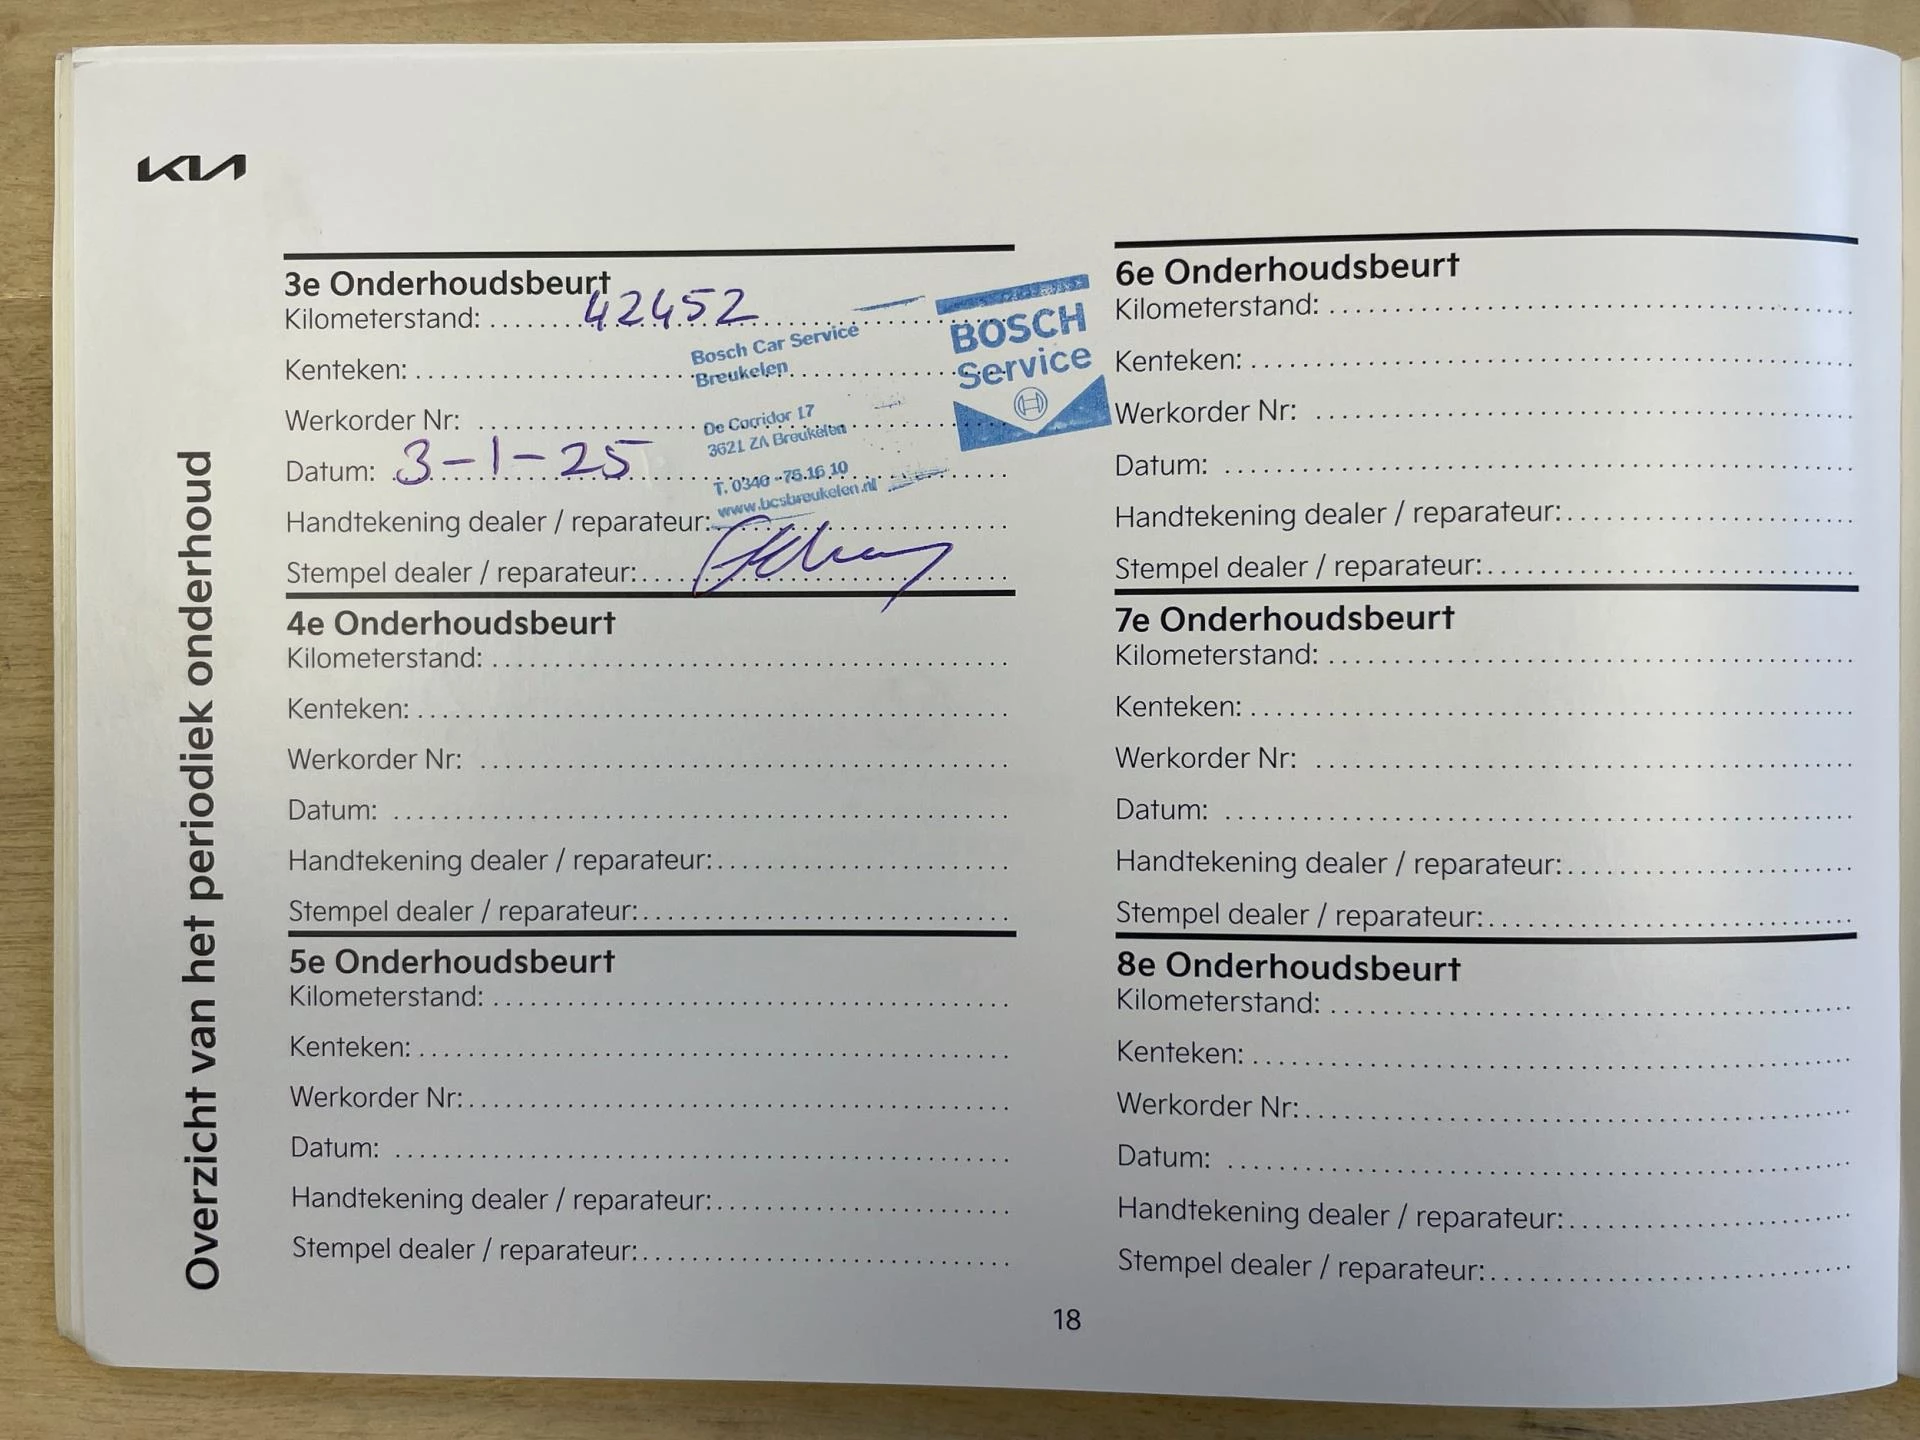 KIA
Overzicht van het periodiek onderhoud
3e Onderhoudsbeurt
Kilometerstand: 42452
Kenteken:
Werkorder Nr:
Datum: 3-1-25
Handtekening dealer / reparateur:
Stempel dealer / reparateur:
Bosch Car Service
Breukelen
De Corridor 17
3621 ZA Breukelen
T. 0346 -75.16.10
www.bcsbreukelen.nl
BOSCH
Service
4e Onderhoudsbeurt
Kilometerstand:
Kenteken:
Werkorder Nr:
Datum:
Handtekening dealer / reparateur:
Stempel dealer / reparateur:
5e Onderhoudsbeurt
Kilometerstand:
Kenteken:
Werkorder Nr:
Datum:
Handtekening dealer / reparateur:
Stempel dealer / reparateur:
6e Onderhoudsbeurt
Kilometerstand:
Kenteken:
Werkorder Nr:
Datum:
Handtekening dealer / reparateur:
Stempel dealer / reparateur:
7e Onderhoudsbeurt
Kilometerstand:
Kenteken:
Werkorder Nr:
Datum:
Handtekening dealer / reparateur:
Stempel dealer / reparateur:
8e Onderhoudsbeurt
Kilometerstand:
Kenteken:
Werkorder Nr:
Datum:
Handtekening dealer / reparateur:
Stempel dealer / reparateur:
18